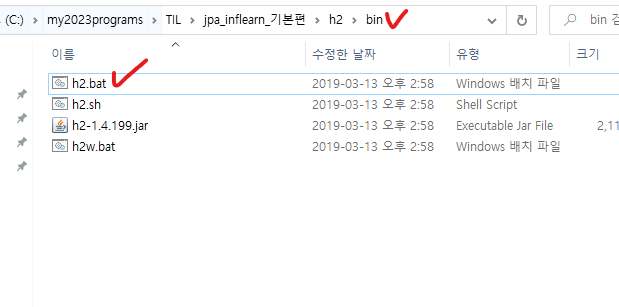 (C:) > my2023programs > TIL > jpa_inflearn_기본편 > h2 > bin bin 검
이름 수정한 날짜 유형 크기
h2.bat 2019-03-13 오후 2:58 Windows 배치 파일
h2.sh 2019-03-13 오후 2:58 Shell Script
h2-1.4.199.jar 2019-03-13 오후 2:58 Executable Jar File 2,11
h2w.bat 2019-03-13 오후 2:58 Windows 배치 파일